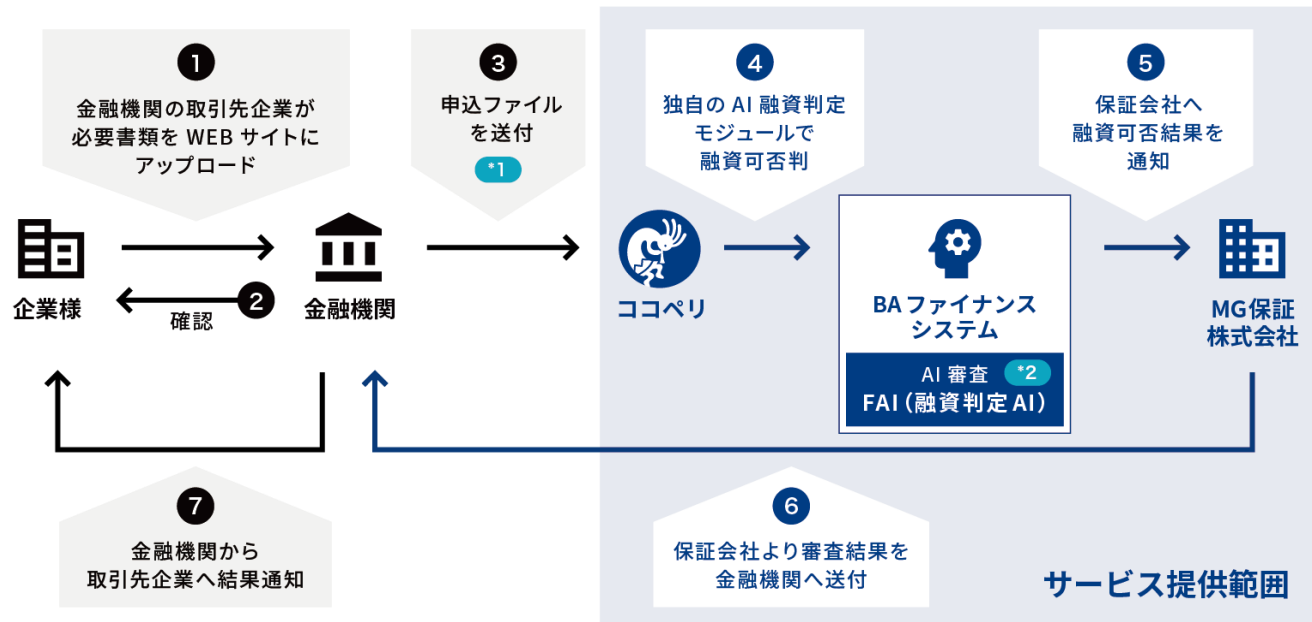 1
金融機関の取引先企業が
必要書類を WEB サイトに
アップロード
3
申込ファイル
を送付
*1
4
独自の AI 融資判定
モジュールで
融資可否判
5
保証会社へ
融資可否結果を
通知
企業様
2
確認
金融機関
ココペリ
BAファイナンス
システム
AI 審査 *2
FAI(融資判定 AI)
MG保証
株式会社
7
金融機関から
取引先企業へ結果通知
6
保証会社より審査結果を
金融機関へ送付
サービス提供範囲